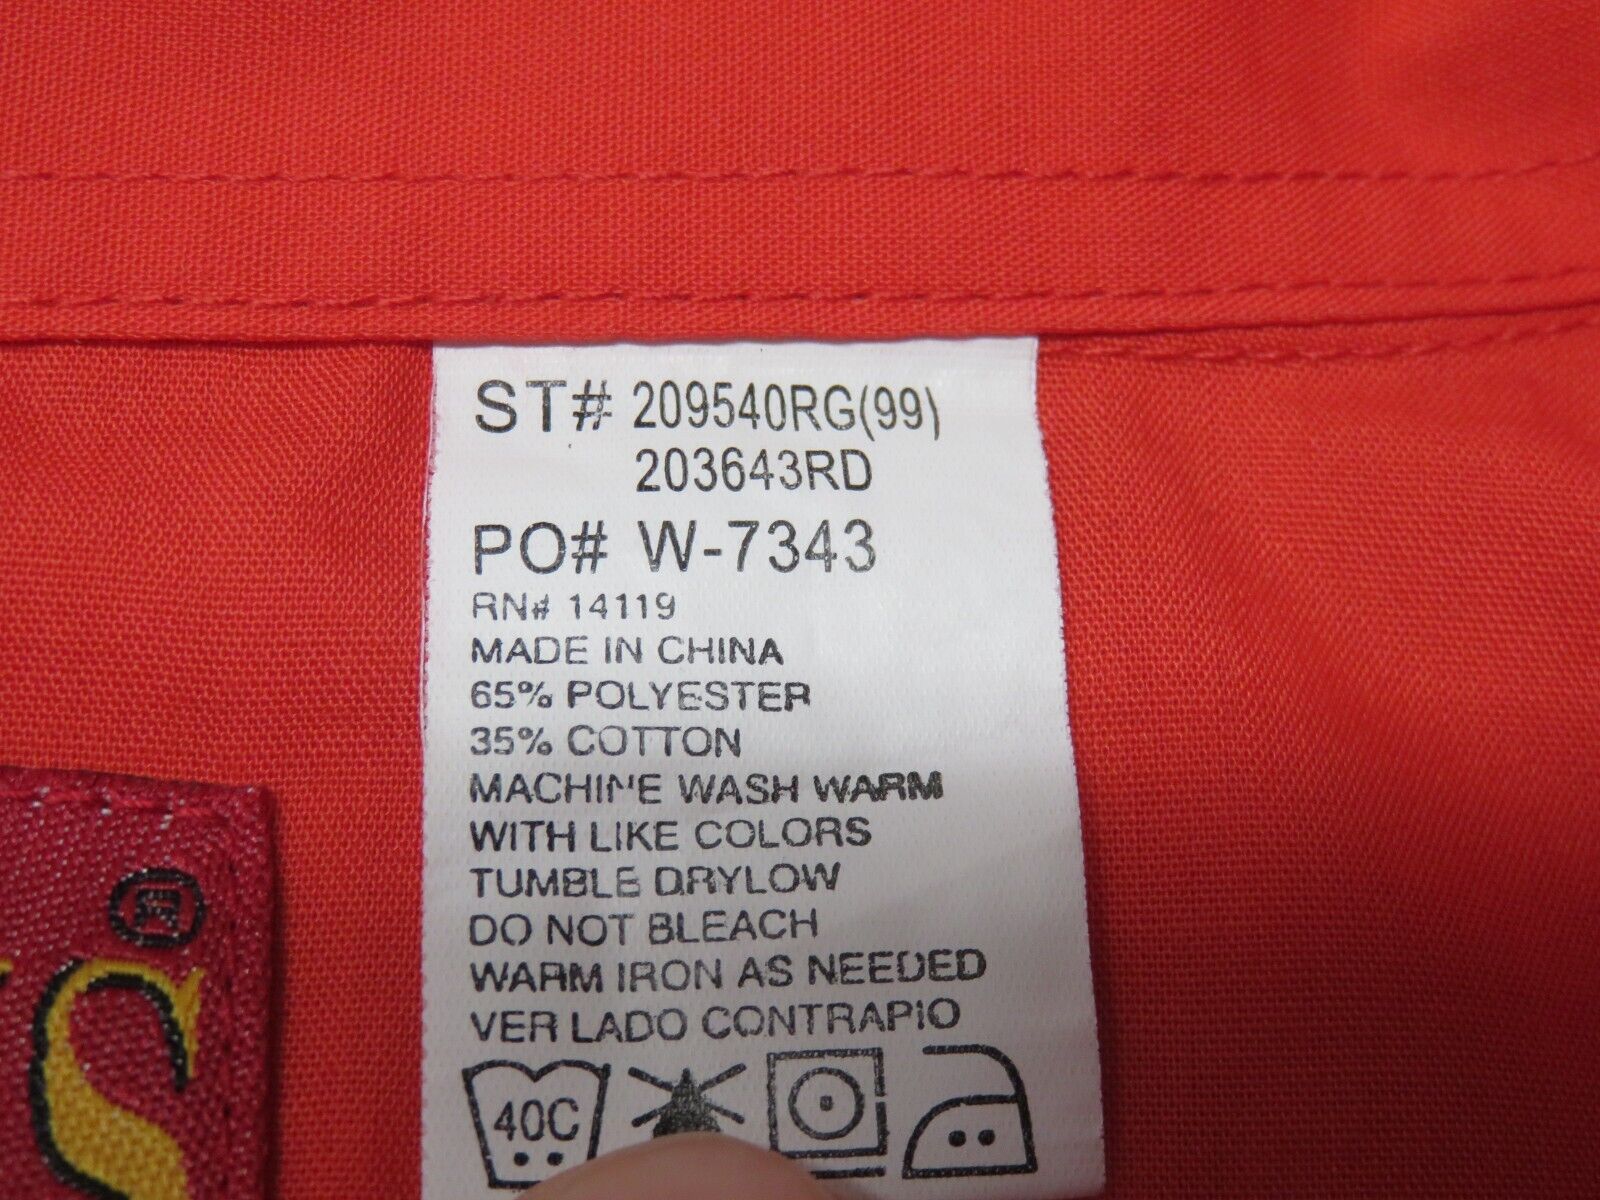 ST# 209540RG(99)
203643RD
PO# W-7343
RN# 14119
MADE IN CHINA
65% POLYESTER
35% COTTON
MACHINE WASH WARM
WITH LIKE COLORS
TUMBLE DRYLOW
DO NOT BLEACH
WARM IRON AS NEEDED
VER LADO CONTRAPIO
40C
S®